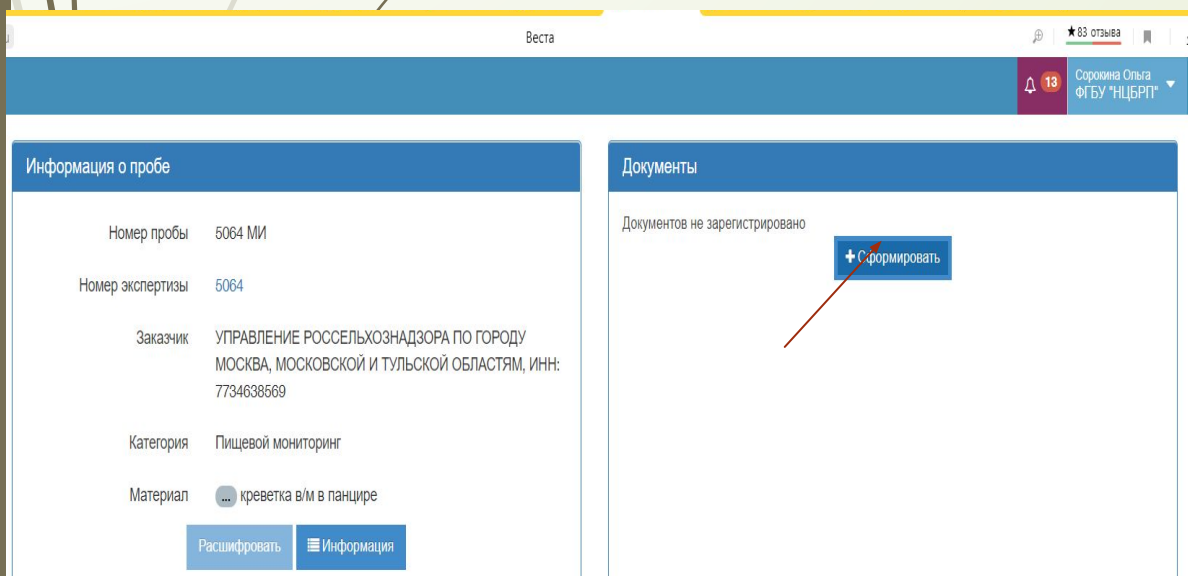 Веста
★ 83 отзыва
13
Сорокина Ольга
ФГБУ "НЦБРП"
Информация о пробе
Номер пробы 5064 МИ
Номер экспертизы 5064
Заказчик УПРАВЛЕНИЕ РОССЕЛЬХОЗНАДЗОРА ПО ГОРОДУ
МОСКВА, МОСКОВСКОЙ И ТУЛЬСКОЙ ОБЛАСТЯМ, ИНН:
7734638569
Категория Пищевой мониторинг
Материал ... креветка в/м в панцире
Расшифровать Информация
Документы
Документов не зарегистрировано
+ Сформировать